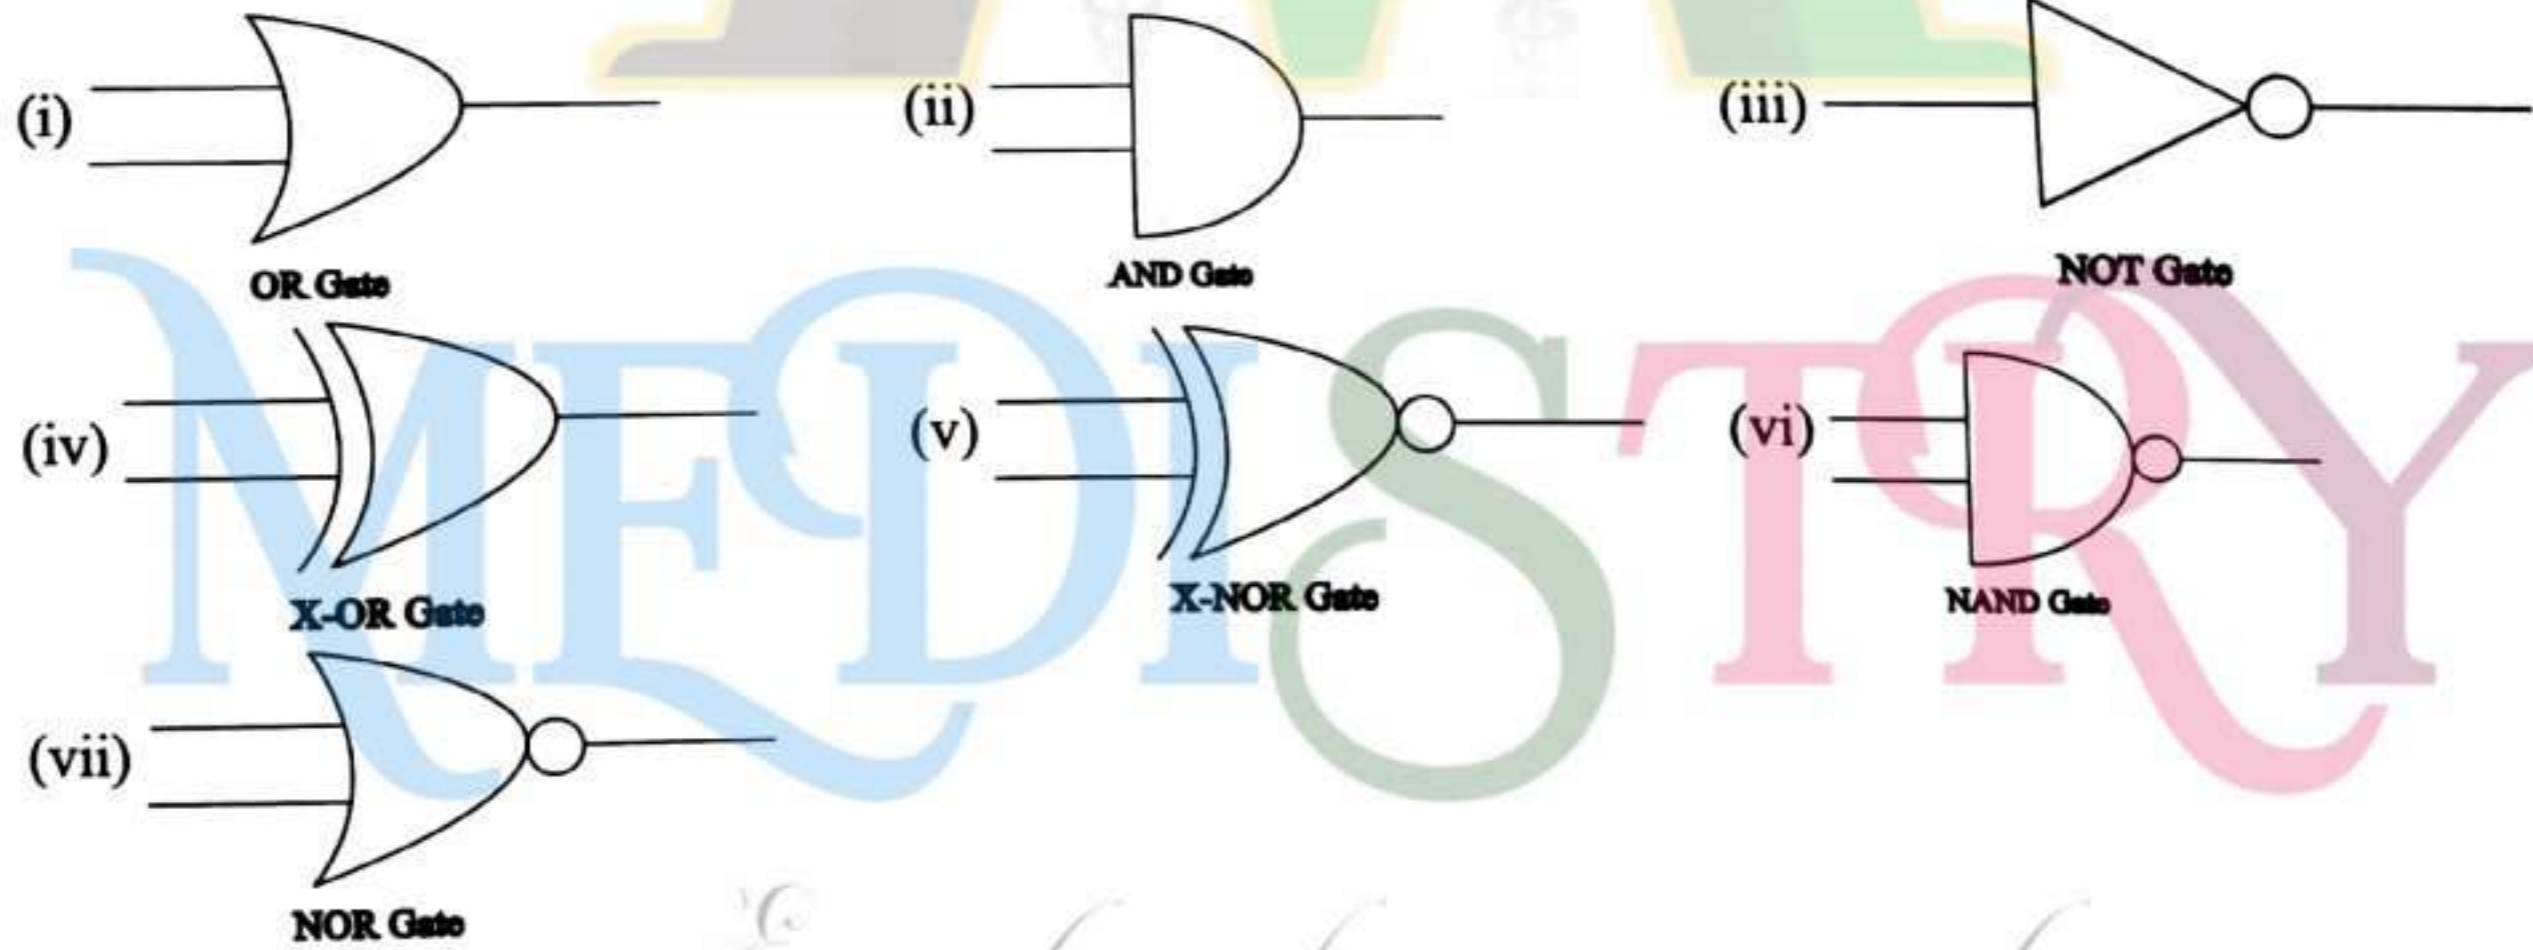 (i)
(ii)
(iii)
OR Gate
AND Gate
NOT Gate
(iv)
(v)
(vi)
X-OR Gate
X-NOR Gate
NAND Gate
(vii)
NOR Gate
MEDISTRY